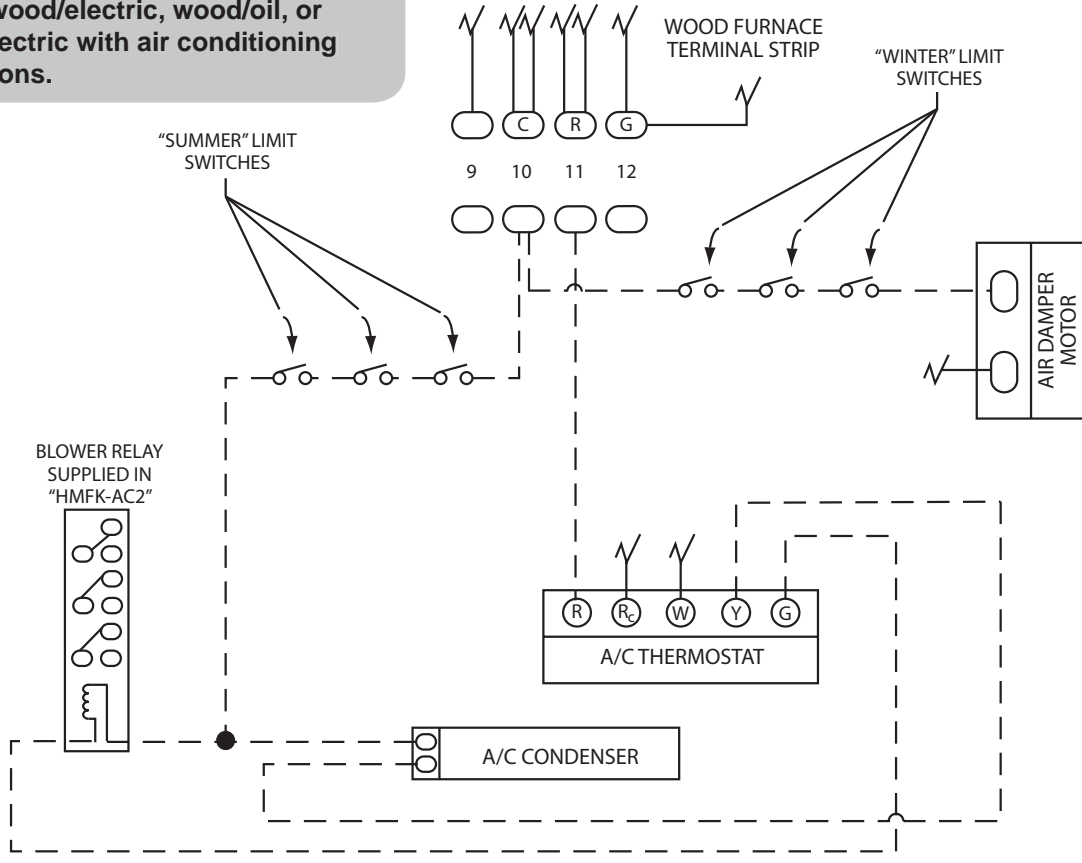 wood/electric, wood/oil, or
ectric with air conditioning
ons.
WOOD FURNACE
TERMINAL STRIP
"WINTER" LIMIT
SWITCHES
"SUMMER" LIMIT
SWITCHES
C R G
9 10 11 12
AIR DAMPER
MOTOR
BLOWER RELAY
SUPPLIED IN
"HMFK-AC2"
R Rc W Y G
A/C THERMOSTAT
A/C CONDENSER